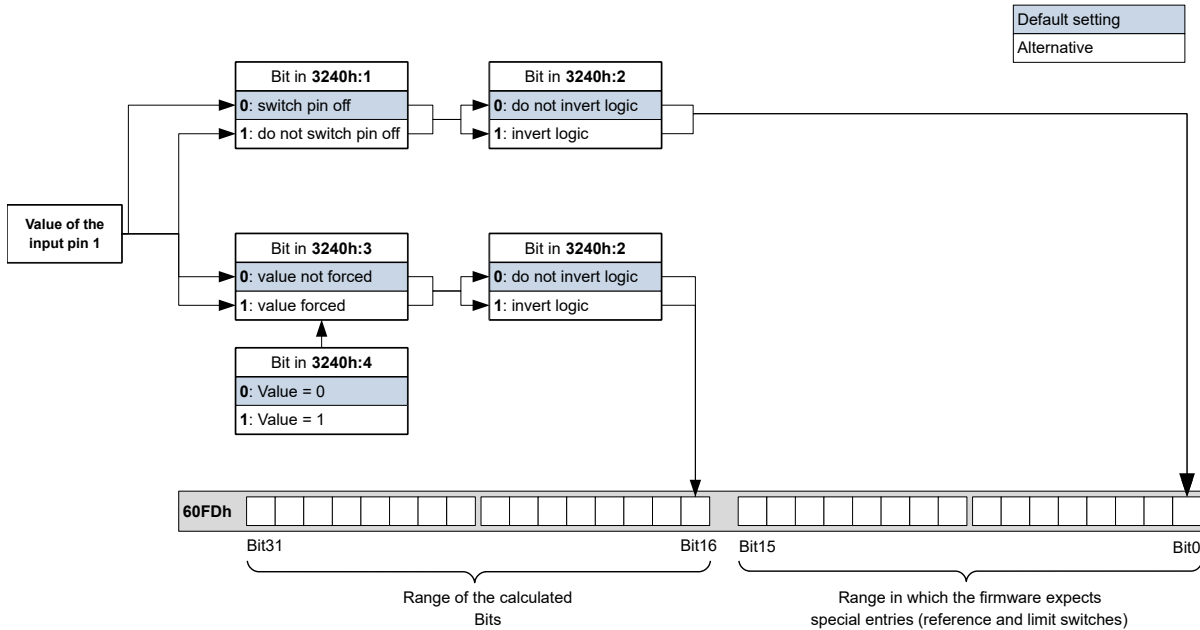 Default setting
Alternative
Bit in 3240h:1
0: switch pin off
1: do not switch pin off
Bit in 3240h:2
0: do not invert logic
1: invert logic
Value of the
input pin 1
Bit in 3240h:3
0: value not forced
1: value forced
Bit in 3240h:2
0: do not invert logic
1: invert logic
Bit in 3240h:4
0: Value = 0
1: Value = 1
60FDh
Bit31
Bit16
Bit15
Bit0
Range of the calculated
Bits
Range in which the firmware expects
special entries (reference and limit switches)